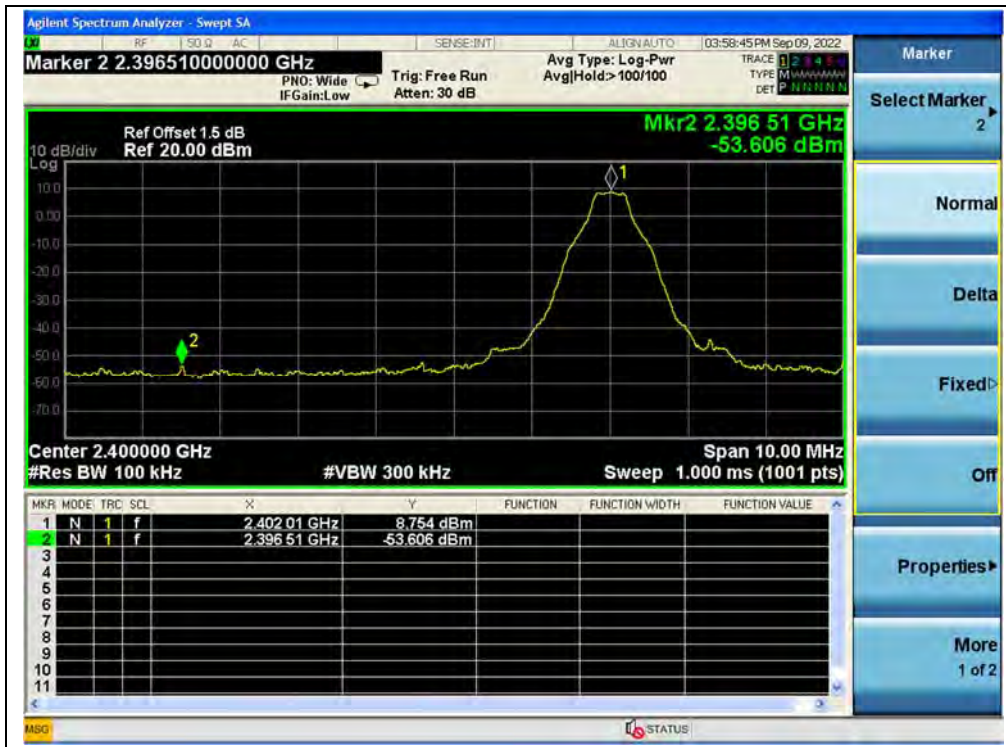 Agilent Spectrum Analyzer - Swept SA
LXI RF 50 Ω AC SENSE:INT ALIGNAUTO 03:58:45 PM Sep 09, 2022
Marker 2 2.396510000000 GHz
PNO: Wide
IFGain:Low
Trig: Free Run
Atten: 30 dB
Avg Type: Log-Pwr
Avg|Hold:>100/100
TRACE 1 2 3 4 5 6
TYPE M
DET P N N N N N
Mkr2 2.396 51 GHz
-53.606 dBm
Ref Offset 1.5 dB
10 dB/div Ref 20.00 dBm
Log
10.0
0.00
-10.0
-20.0
-30.0
-40.0
-50.0
-60.0
-70.0
1
2
Center 2.400000 GHz Span 10.00 MHz
#Res BW 100 kHz #VBW 300 kHz Sweep 1.000 ms (1001 pts)
MKR MODE TRC SCL X Y FUNCTION FUNCTION WIDTH FUNCTION VALUE
1 N 1 f 2.402 01 GHz 8.754 dBm
2 N 1 f 2.396 51 GHz -53.606 dBm
3
4
5
6
7
8
9
10
11
MSG STATUS
Marker
Select Marker
2
Normal
Delta
Fixed
Off
Properties
More
1 of 2